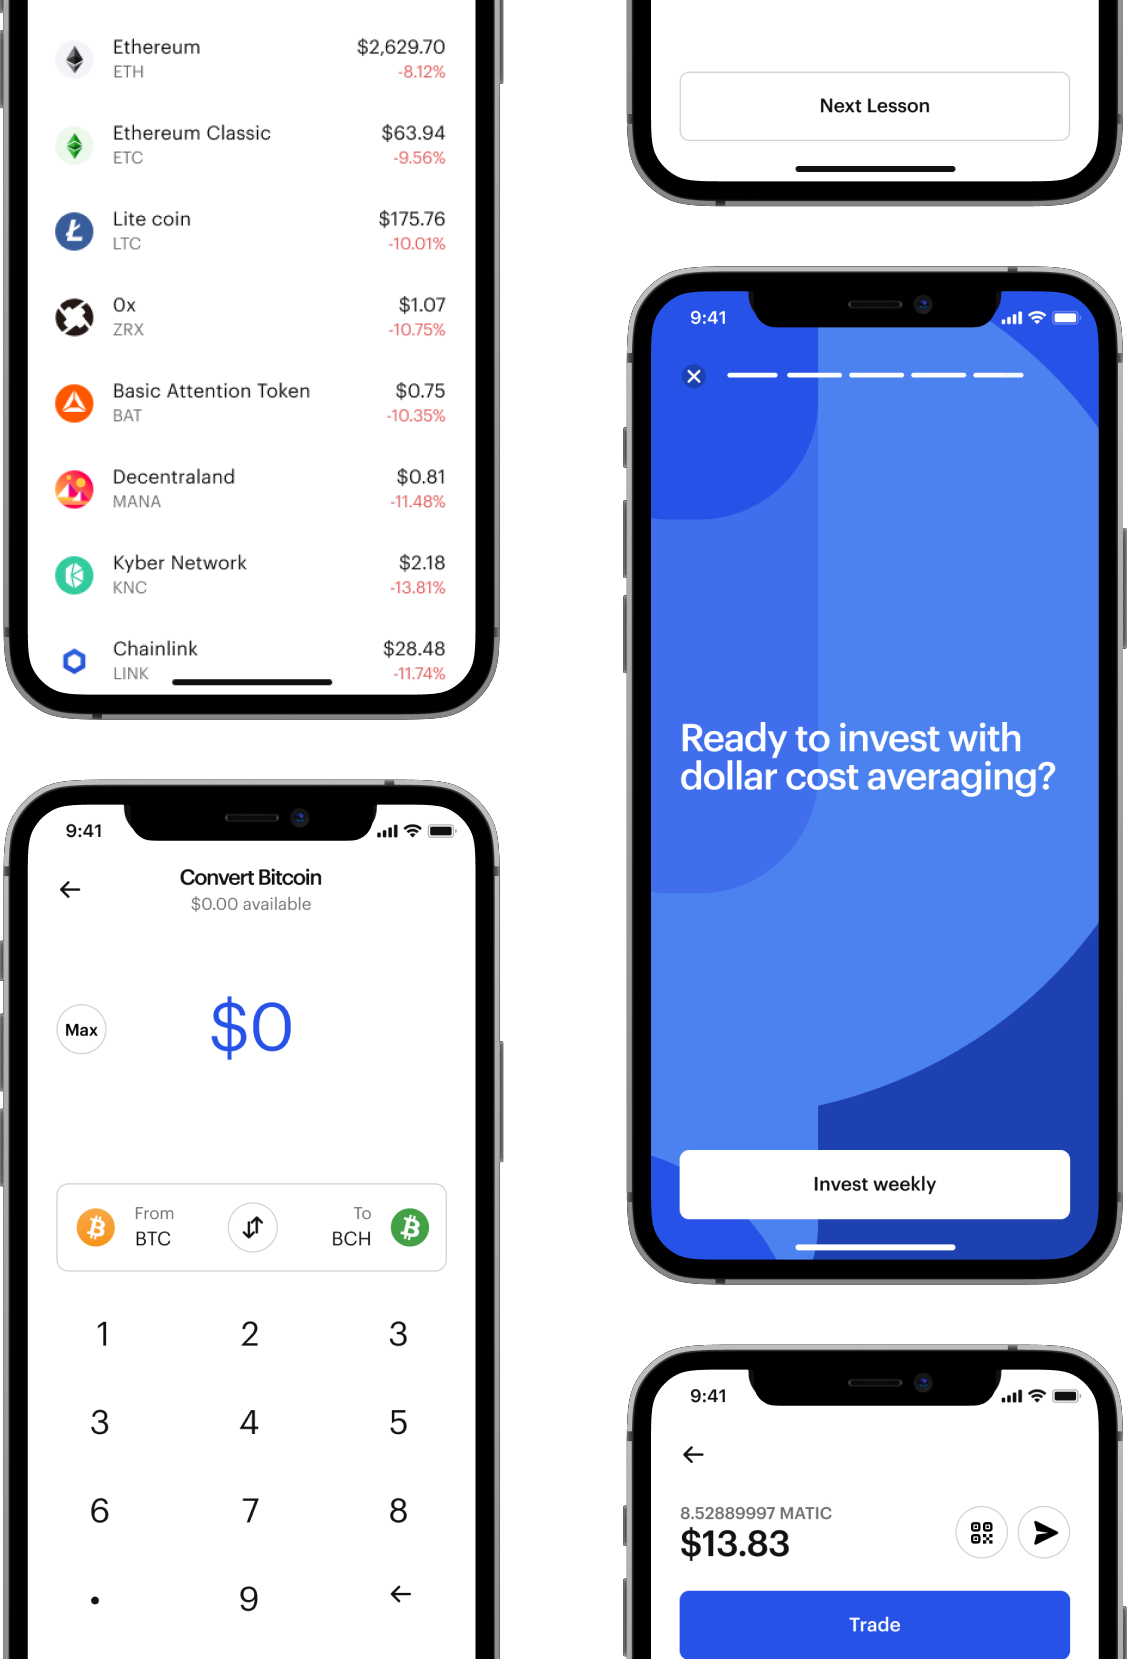 Ethereum
$2,629.70
ETH
-8.12%
Ethereum Classic
$63.94
ETC
-9.56%
Lite coin
$175.76
LTC
-10.01%
0x
$1.07
ZRX
-10.75%
Basic Attention Token
$0.75
BAT
-10.35%
Decentraland
$0.81
MANA
-11.48%
Kyber Network
$2.18
KNC
-13.81%
Chainlink
$28.48
LINK
-11.74%
9:41
Convert Bitcoin
$0.00 available
Max
$0
From
BTC
To
BCH
1 2 3
3 4 5
6 7 8
. 9
Next Lesson
9:41
Ready to invest with
dollar cost averaging?
Invest weekly
9:41
8.52889997 MATIC
$13.83
Trade